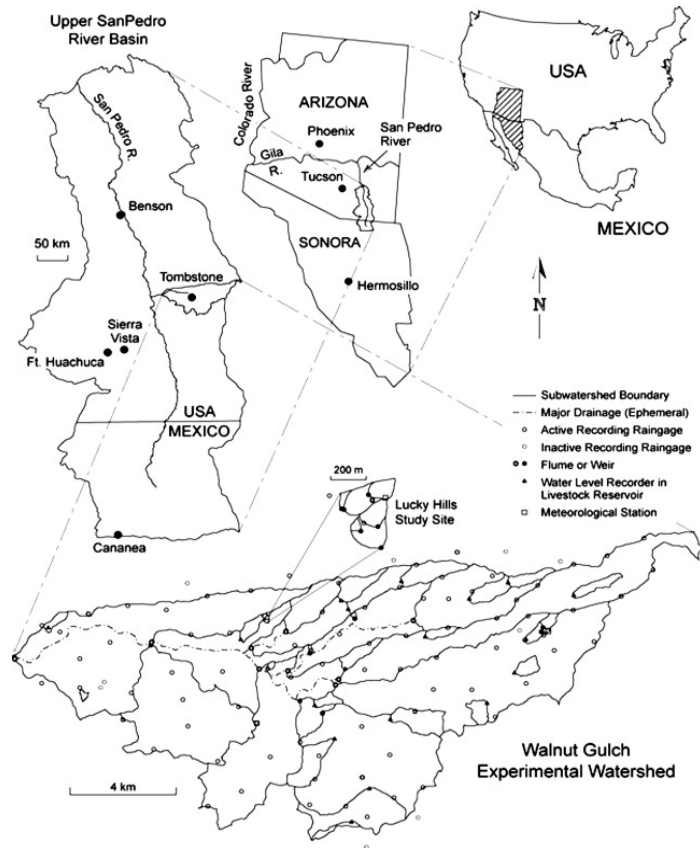 Upper SanPedro
River Basin
San Pedro R.
Benson
50 km
Tombstone
Sierra
Vista
Ft. Huachuca
USA
MEXICO
Cananea
Colorado River
ARIZONA
Phoenix
San Pedro
River
Gila
R.
Tucson
SONORA
Hermosillo
USA
MEXICO
N
Subwatershed Boundary
Major Drainage (Ephemeral)
Active Recording Raingage
Inactive Recording Raingage
Flume or Weir
Water Level Recorder in
Livestock Reservoir
Meteorological Station
200 m
Lucky Hills
Study Site
4 km
Walnut Gulch
Experimental Watershed